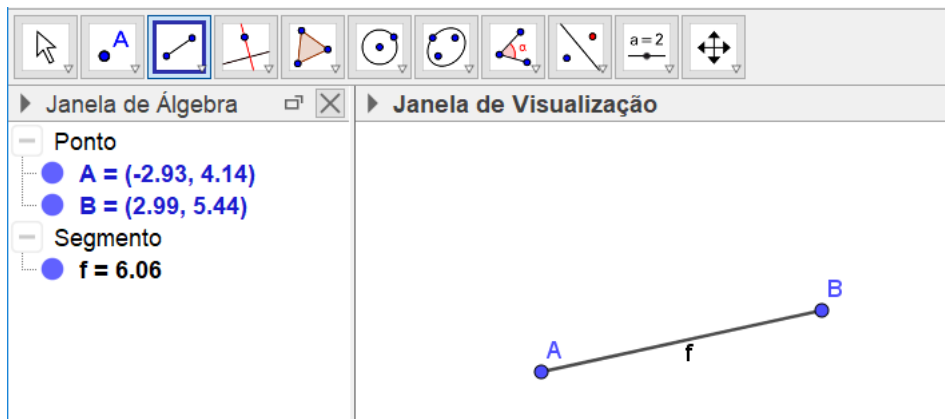 A
α
a = 2
Janela de Álgebra
Janela de Visualização
Ponto
A = (-2.93, 4.14)
B = (2.99, 5.44)
Segmento
f = 6.06
B
A
f